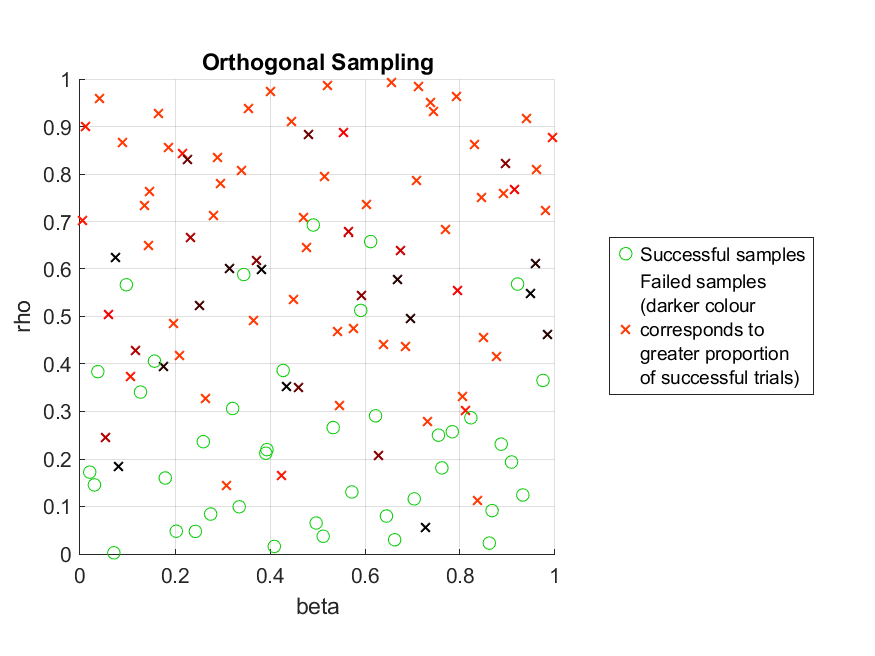 Orthogonal Sampling
1
0.9
0.8
0.7
0.6
0.5
0.4
0.3
0.2
0.1
0
rho
0 0.2 0.4 0.6 0.8 1
beta
Successful samples
Failed samples
(darker colour
corresponds to
greater proportion
of successful trials)